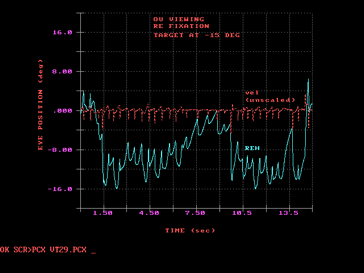 OU VIEWING
RE FIXATION
TARGET AT -15 DEG
16.0
8.0
.000
-8.00
-16.0
EYE POSITION (deg)
vel
(unscaled)
REH
1.50 4.50 7.50 10.5 13.5
TIME (sec)
OK SCR>PCX VT29.PCX _